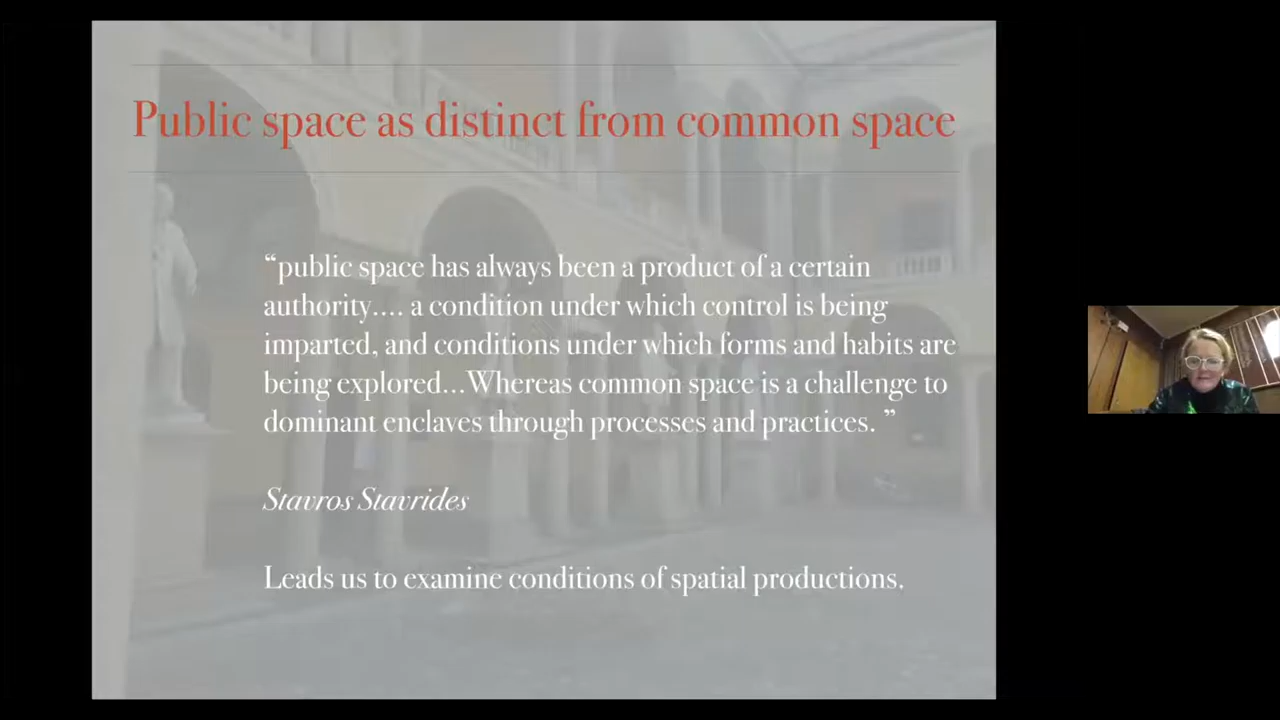 Public space as distinct from common space
“public space has always been a product of a certain
authority.... a condition under which control is being
imparted, and conditions under which forms and habits are
being explored...Whereas common space is a challenge to
dominant enclaves through processes and practices. ”
Stavros Stavrides
Leads us to examine conditions of spatial productions.